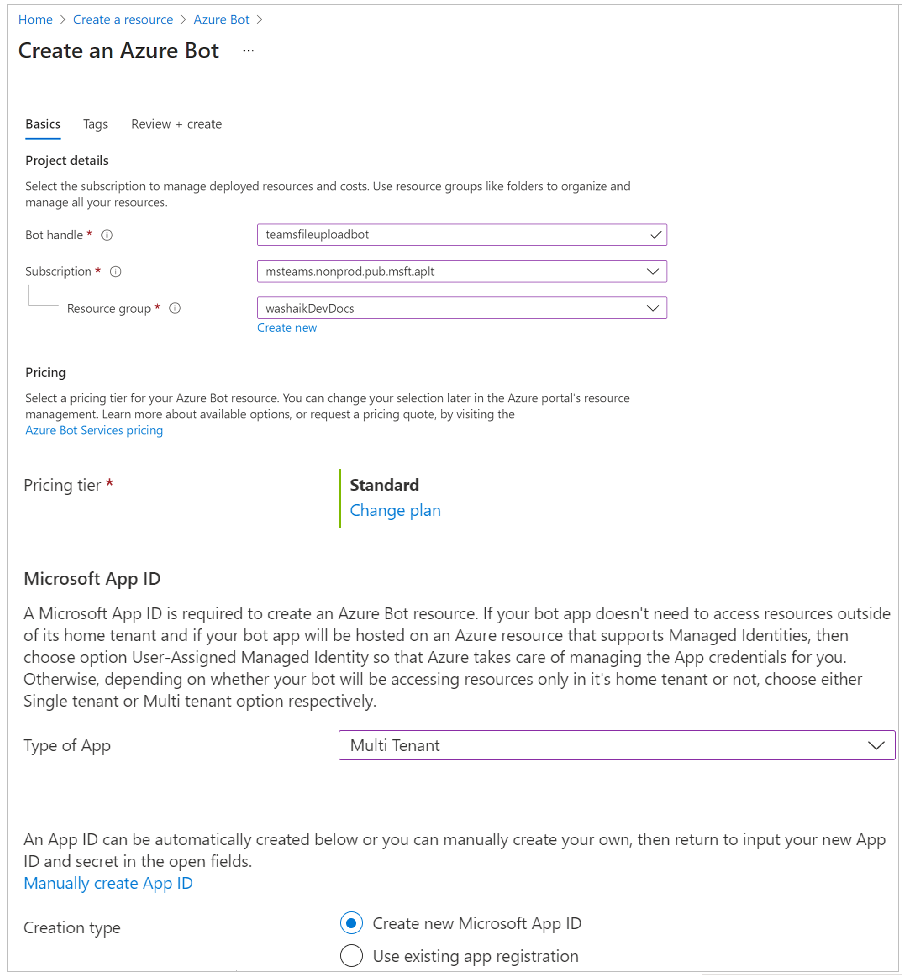 Home > Create a resource > Azure Bot >
Create an Azure Bot ...
Basics Tags Review + create
Project details
Select the subscription to manage deployed resources and costs. Use resource groups like folders to organize and
manage all your resources.
Bot handle * teamsfileuploadbot
Subscription * msteams.nonprod.pub.msft.aplt
Resource group * washaikDevDocs
Create new
Pricing
Select a pricing tier for your Azure Bot resource. You can change your selection later in the Azure portal's resource
management. Learn more about available options, or request a pricing quote, by visiting the
Azure Bot Services pricing
Pricing tier * Standard
Change plan
Microsoft App ID
A Microsoft App ID is required to create an Azure Bot resource. If your bot app doesn't need to access resources outside
of its home tenant and if your bot app will be hosted on an Azure resource that supports Managed Identities, then
choose option User-Assigned Managed Identity so that Azure takes care of managing the App credentials for you.
Otherwise, depending on whether your bot will be accessing resources only in it's home tenant or not, choose either
Single tenant or Multi tenant option respectively.
Type of App Multi Tenant
An App ID can be automatically created below or you can manually create your own, then return to input your new App
ID and secret in the open fields.
Manually create App ID
Creation type Create new Microsoft App ID
Use existing app registration